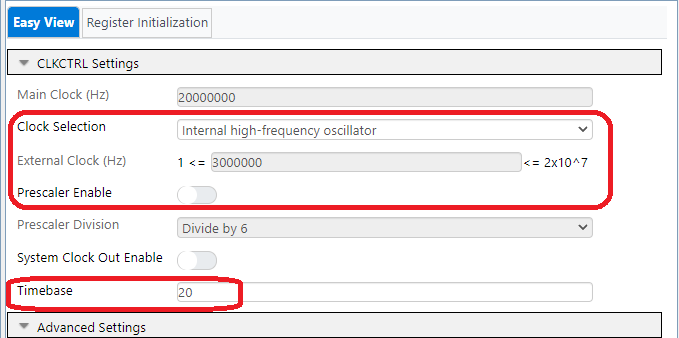 Easy View Register Initialization
CLKCTRL Settings
Main Clock (Hz) 20000000
Clock Selection Internal high-frequency oscillator
External Clock (Hz) 1 <= 3000000 <= 2x10^7
Prescaler Enable
Prescaler Division Divide by 6
System Clock Out Enable
Timebase 20
Advanced Settings